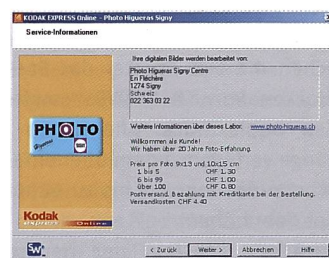 KODAK EXPRESS Online - Photo Higueras Signy
Service-Informationen
Ihre digitalen Bilder werden bearbeitet von:
Photo Higueras Signy Centre
En Fléchère
1274 Signy
Schweiz
022 363 03 22
Weitere Informationen über dieses Labor: www.photo-higueras.ch
Willkommen als Kunde!
Wir haben über 20 Jahre Foto-Erfahrung.
Preis pro Foto 9x13 und 10x15 cm
1 bis 5 CHF 1.30
6 bis 99 CHF 1.00
über 100 CHF 0.80
Postversand. Bezahlung mit Kreditkarte bei der Bestellung.
Versandkosten CHF 4.40
PHOTO
Higueras
Kodak
express Online
SW
< Zurück
Weiter >
Abbrechen
Hilfe